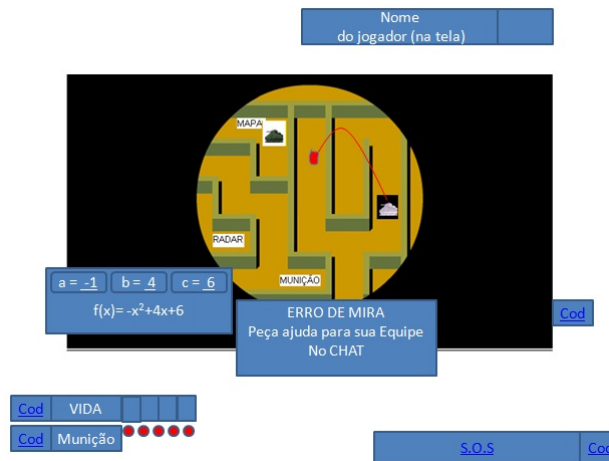 Nome
do jogador (na tela)
MAPA
RADAR
MUNIÇÃO
a = -1 b = 4 c = 6
f(x)= -x²+4x+6
ERRO DE MIRA
Peça ajuda para sua Equipe
No CHAT
Cod
Cod VIDA
Cod Munição
S.O.S Cod